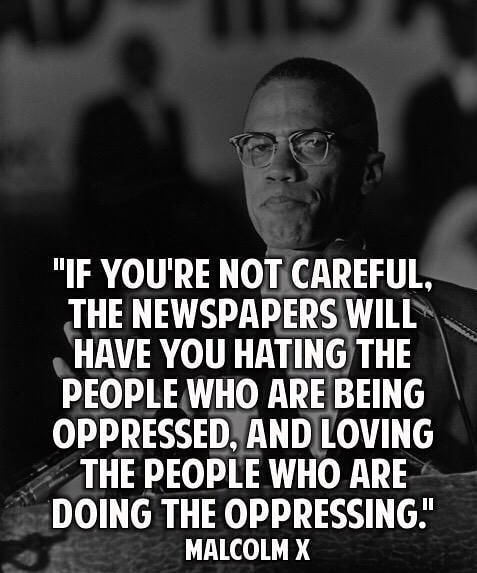 "IF YOU'RE NOT CAREFUL,
THE NEWSPAPERS WILL
HAVE YOU HATING THE
PEOPLE WHO ARE BEING
OPPRESSED, AND LOVING
THE PEOPLE WHO ARE
DOING THE OPPRESSING."
MALCOLM X